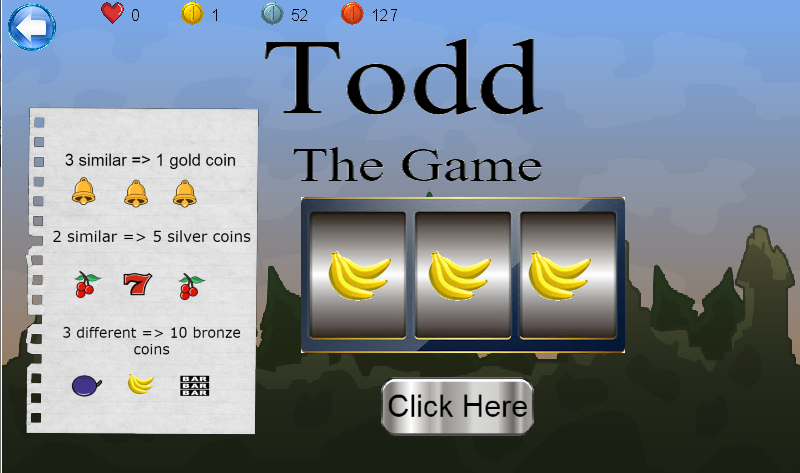 0 1 52 127
Todd
The Game
3 similar => 1 gold coin
2 similar => 5 silver coins
7
3 different => 10 bronze
coins
BAR
BAR
BAR
Click Here